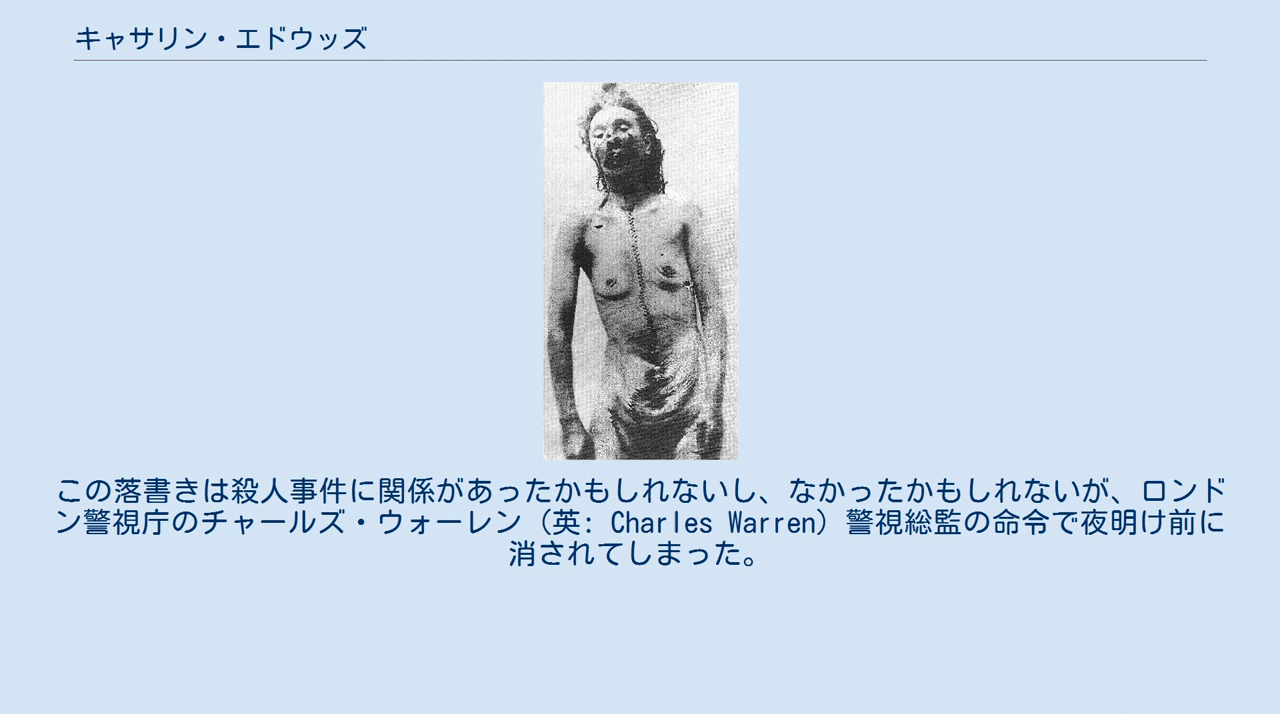 キャサリン・エドウッズ
この落書きは殺人事件に関係があったかもしれないし、なかったかもしれないが、ロンド
ン警視庁のチャールズ・ウォーレン（英: Charles Warren）警視総監の命令で夜明け前に
消されてしまった。